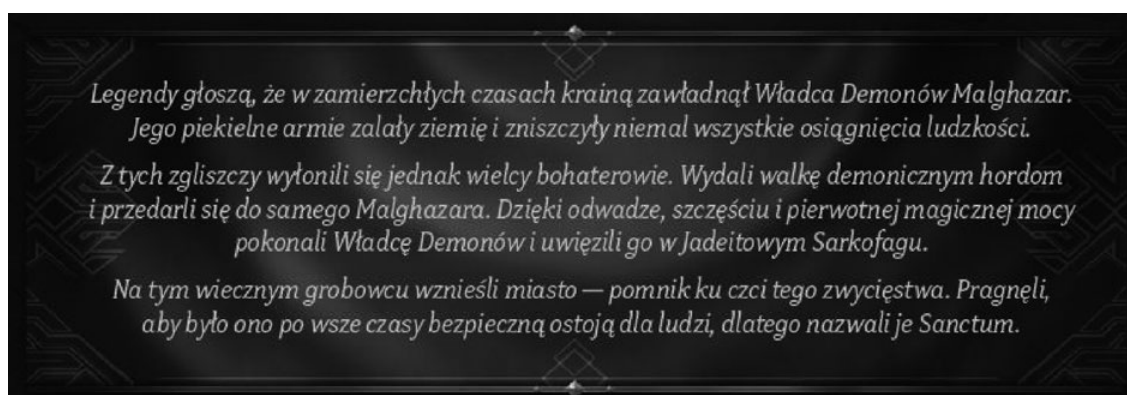 Legendy głoszą, że w zamierzchłych czasach krainą zawładnął Władca Demonów Malghazar.
Jego piekielne armie zalały ziemię i zniszczyły niemal wszystkie osiągnięcia ludzkości.
Z tych zgliszczy wyłonili się jednak wielcy bohaterowie. Wydali walkę demonicznym hordom
i przedarli się do samego Malghazara. Dzięki odwadze, szczęściu i pierwotnej magicznej mocy
pokonali Władcę Demonów i uwięzili go w Jadeitowym Sarkofagu.
Na tym wiecznym grobowcu wznieśli miasto — pomnik ku czci tego zwycięstwa. Pragnęli,
aby było ono po wsze czasy bezpieczną ostoją dla ludzi, dlatego nazwali je Sanctum.